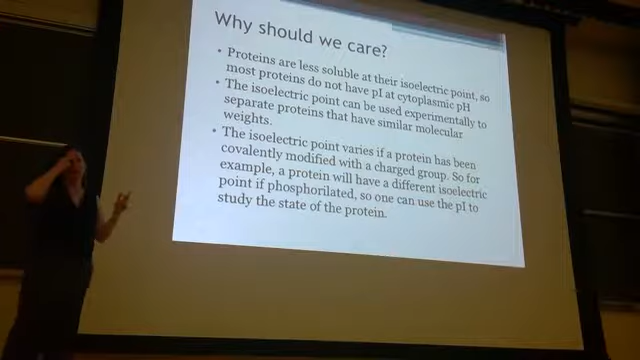 Why should we care?
• Proteins are less soluble at their isoelectric point, so
most proteins do not have pI at cytoplasmic pH
• The isoelectric point can be used experimentally to
separate proteins that have similar molecular
weights.
• The isoelectric point varies if a protein has been
covalently modified with a charged group. So for
example, a protein will have a different isoelectric
point if phosphorilated, so one can use the pI to
study the state of the protein.